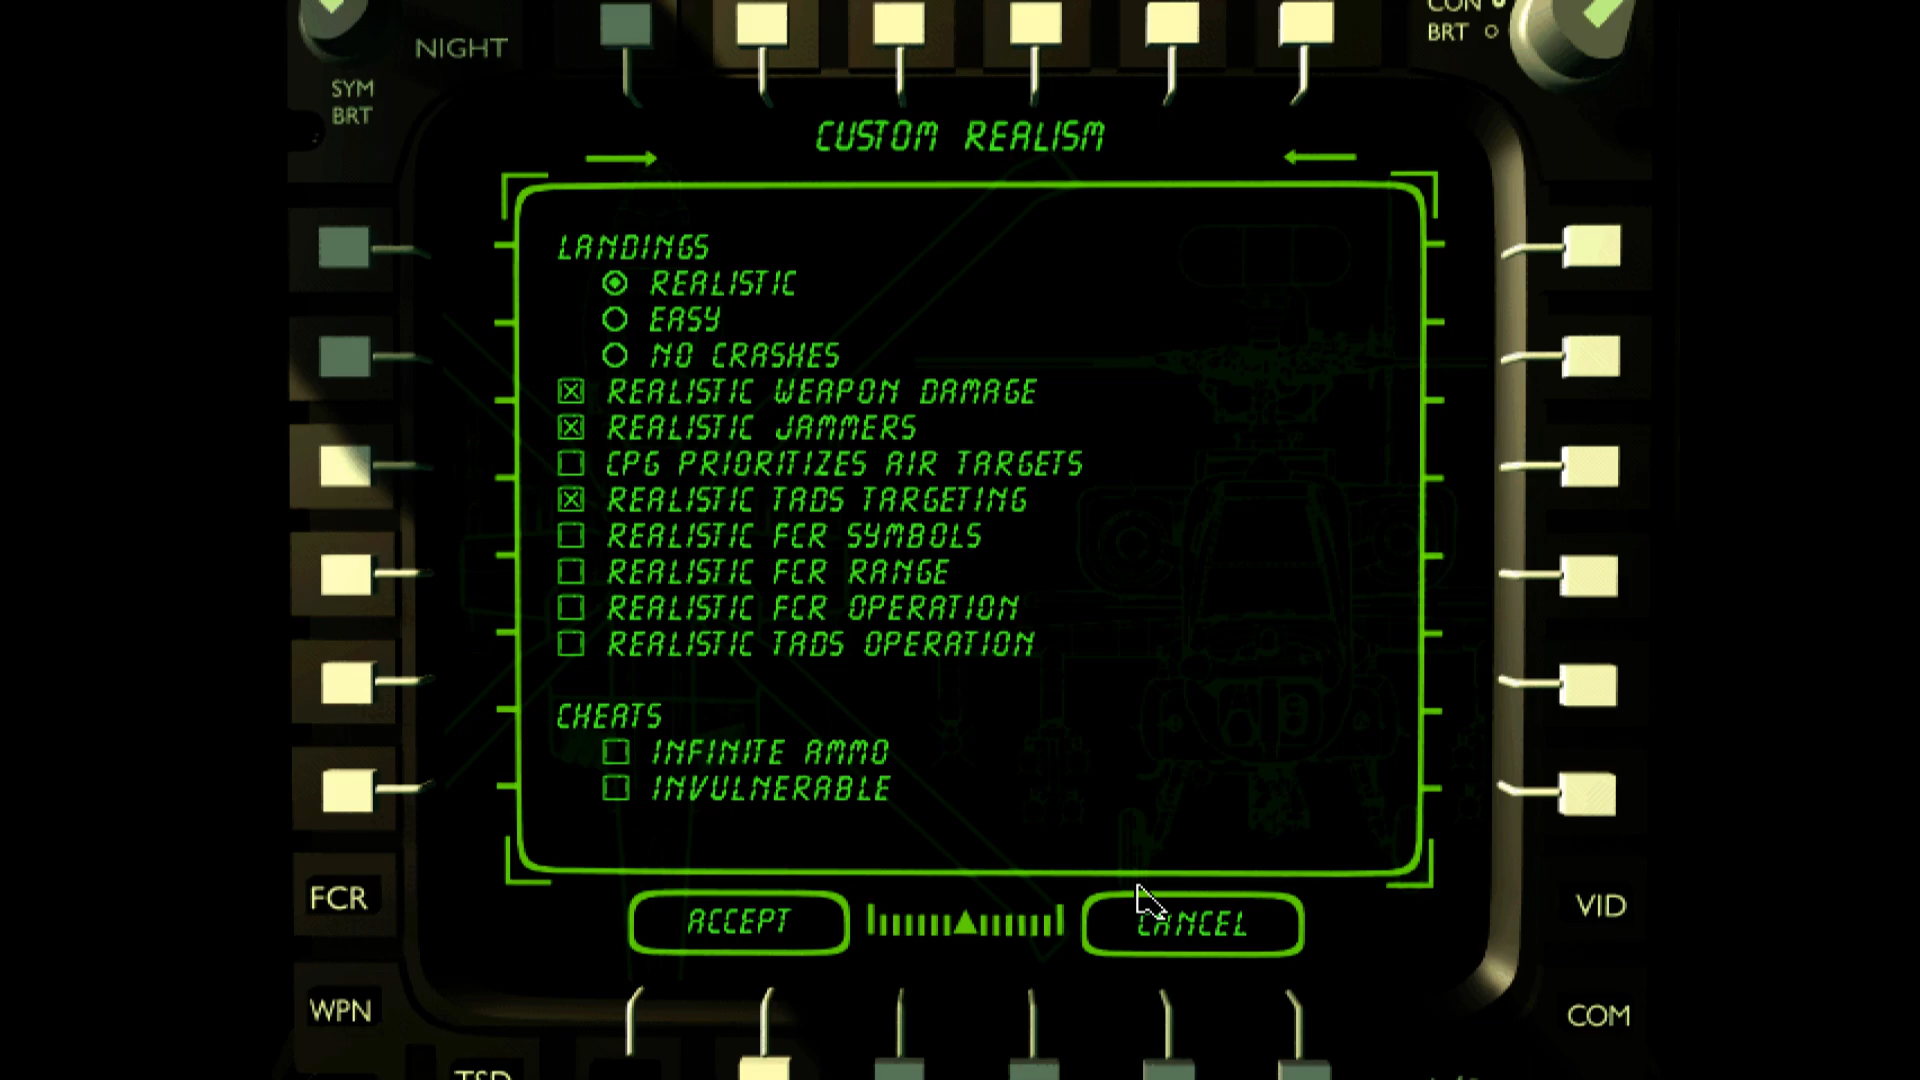 CON
NIGHT
BRT
SYM
BRT
CUSTOM REALISM
LANDINGS
REALISTIC
EASY
NO CRASHES
REALISTIC WEAPON DAMAGE
REALISTIC JAMMERS
CPG PRIORITIZES AIR TARGETS
REALISTIC TADS TARGETING
REALISTIC FCR SYMBOLS
REALISTIC FCR RANGE
REALISTIC FCR OPERATION
REALISTIC TADS OPERATION
CHEATS
INFINITE AMMO
INVULNERABLE
FCR
VID
ACCEPT
CANCEL
WPN
COM
TSD